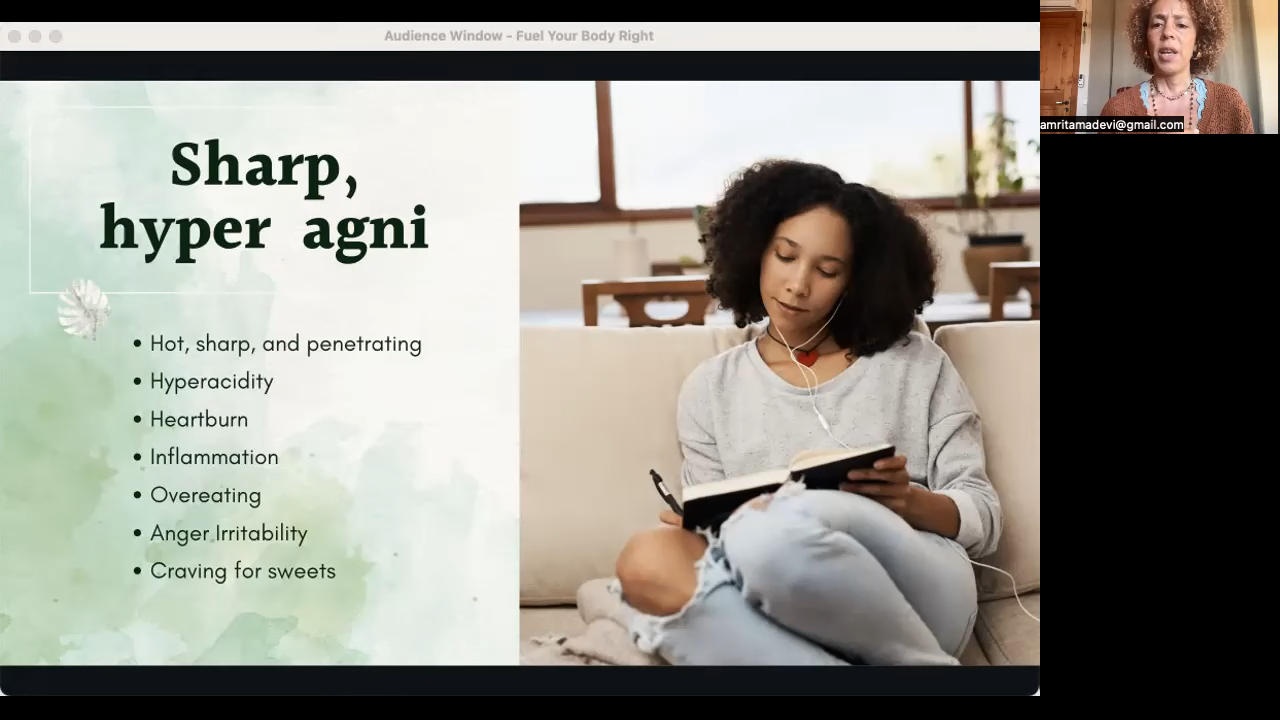 Audience Window - Fuel Your Body Right
amritamadevi@gmail.com
Sharp,
hyper agni
• Hot, sharp, and penetrating
• Hyperacidity
• Heartburn
• Inflammation
• Overeating
• Anger Irritability
• Craving for sweets